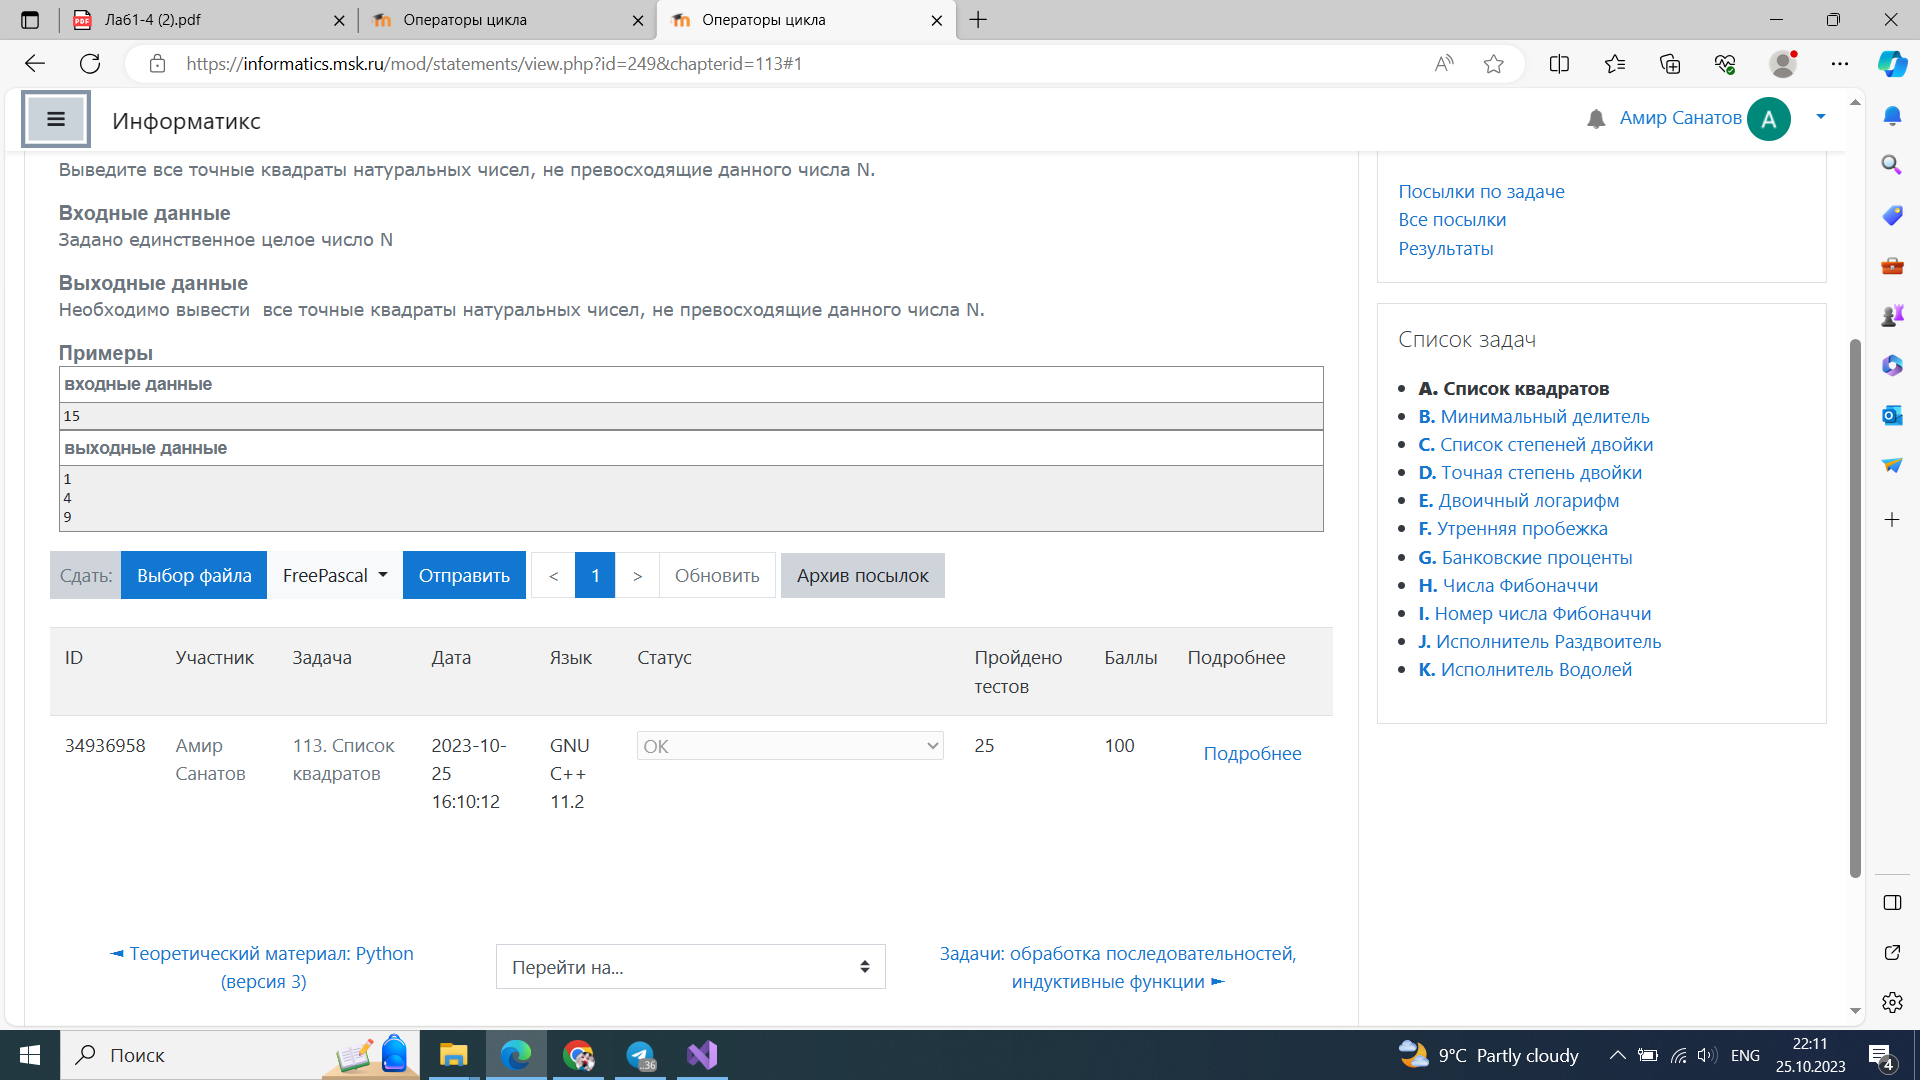 Лаб1-4 (2).pdf
Операторы цикла
Операторы цикла
https://informatics.msk.ru/mod/statements/view.php?id=249&chapterid=113#1
Информатикс
Амир Санатов
A
Выведите все точные квадраты натуральных чисел, не превосходящие данного числа N.
Входные данные
Задано единственное целое число N
Выходные данные
Необходимо вывести все точные квадраты натуральных чисел, не превосходящие данного числа N.
Примеры
входные данные
15
выходные данные
1
4
9
Сдать: Выбор файла FreePascal Отправить < 1 > Обновить Архив посылок
ID Участник Задача Дата Язык Статус Пройдено тестов Баллы Подробнее
34936958 Амир Санатов 113. Список квадратов 2023-10-25 16:10:12 GNU C++ 11.2 OK 25 100 Подробнее
◄ Теоретический материал: Python (версия 3)
Перейти на...
Задачи: обработка последовательностей, индуктивные функции ►
Посылки по задаче
Все посылки
Результаты
Список задач
A. Список квадратов
B. Минимальный делитель
C. Список степеней двойки
D. Точная степень двойки
E. Двоичный логарифм
F. Утренняя пробежка
G. Банковские проценты
H. Числа Фибоначчи
I. Номер числа Фибоначчи
J. Исполнитель Раздвоитель
K. Исполнитель Водолей
Поиск
36
9°C Partly cloudy
ENG
22:11
25.10.2023
4